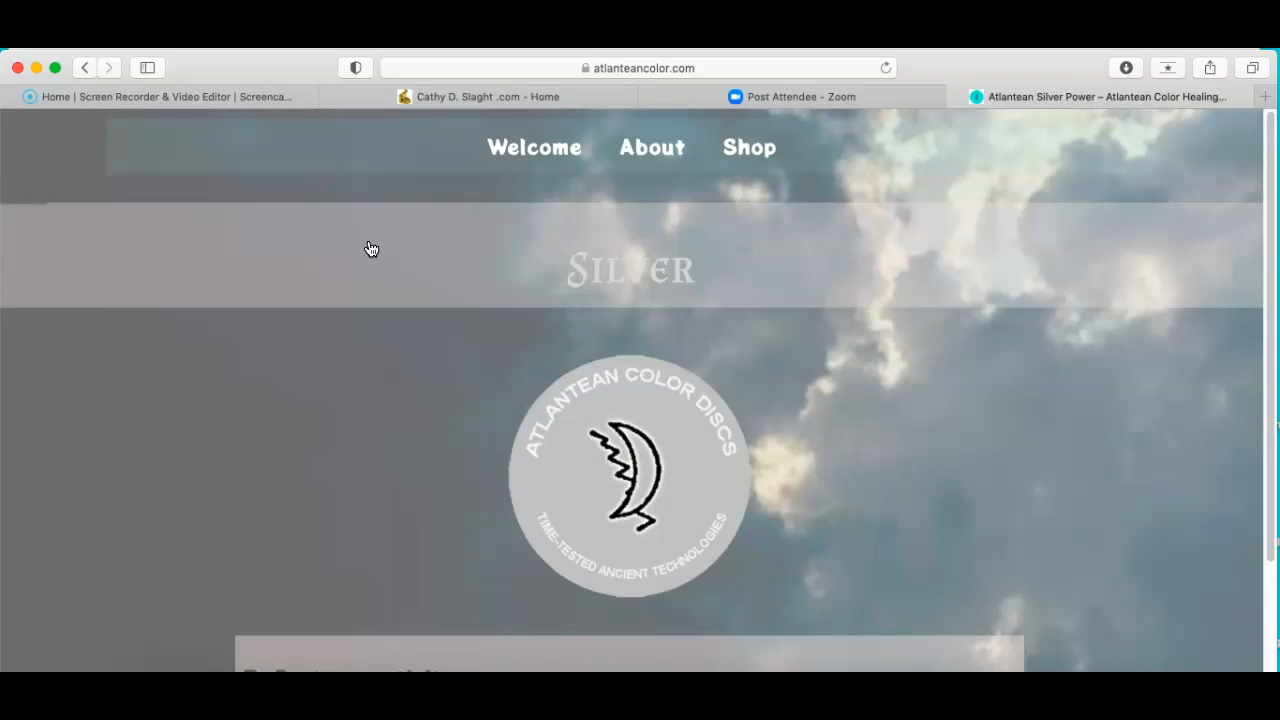 atlanteancolor.com
Home | Screen Recorder & Video Editor | Screenca...
Cathy D. Slaght .com - Home
Post Attendee - Zoom
Atlantean Silver Power – Atlantean Color Healing...
Welcome About Shop
Silver
ATLANTEAN COLOR DISCS
TIME-TESTED ANCIENT TECHNOLOGIES